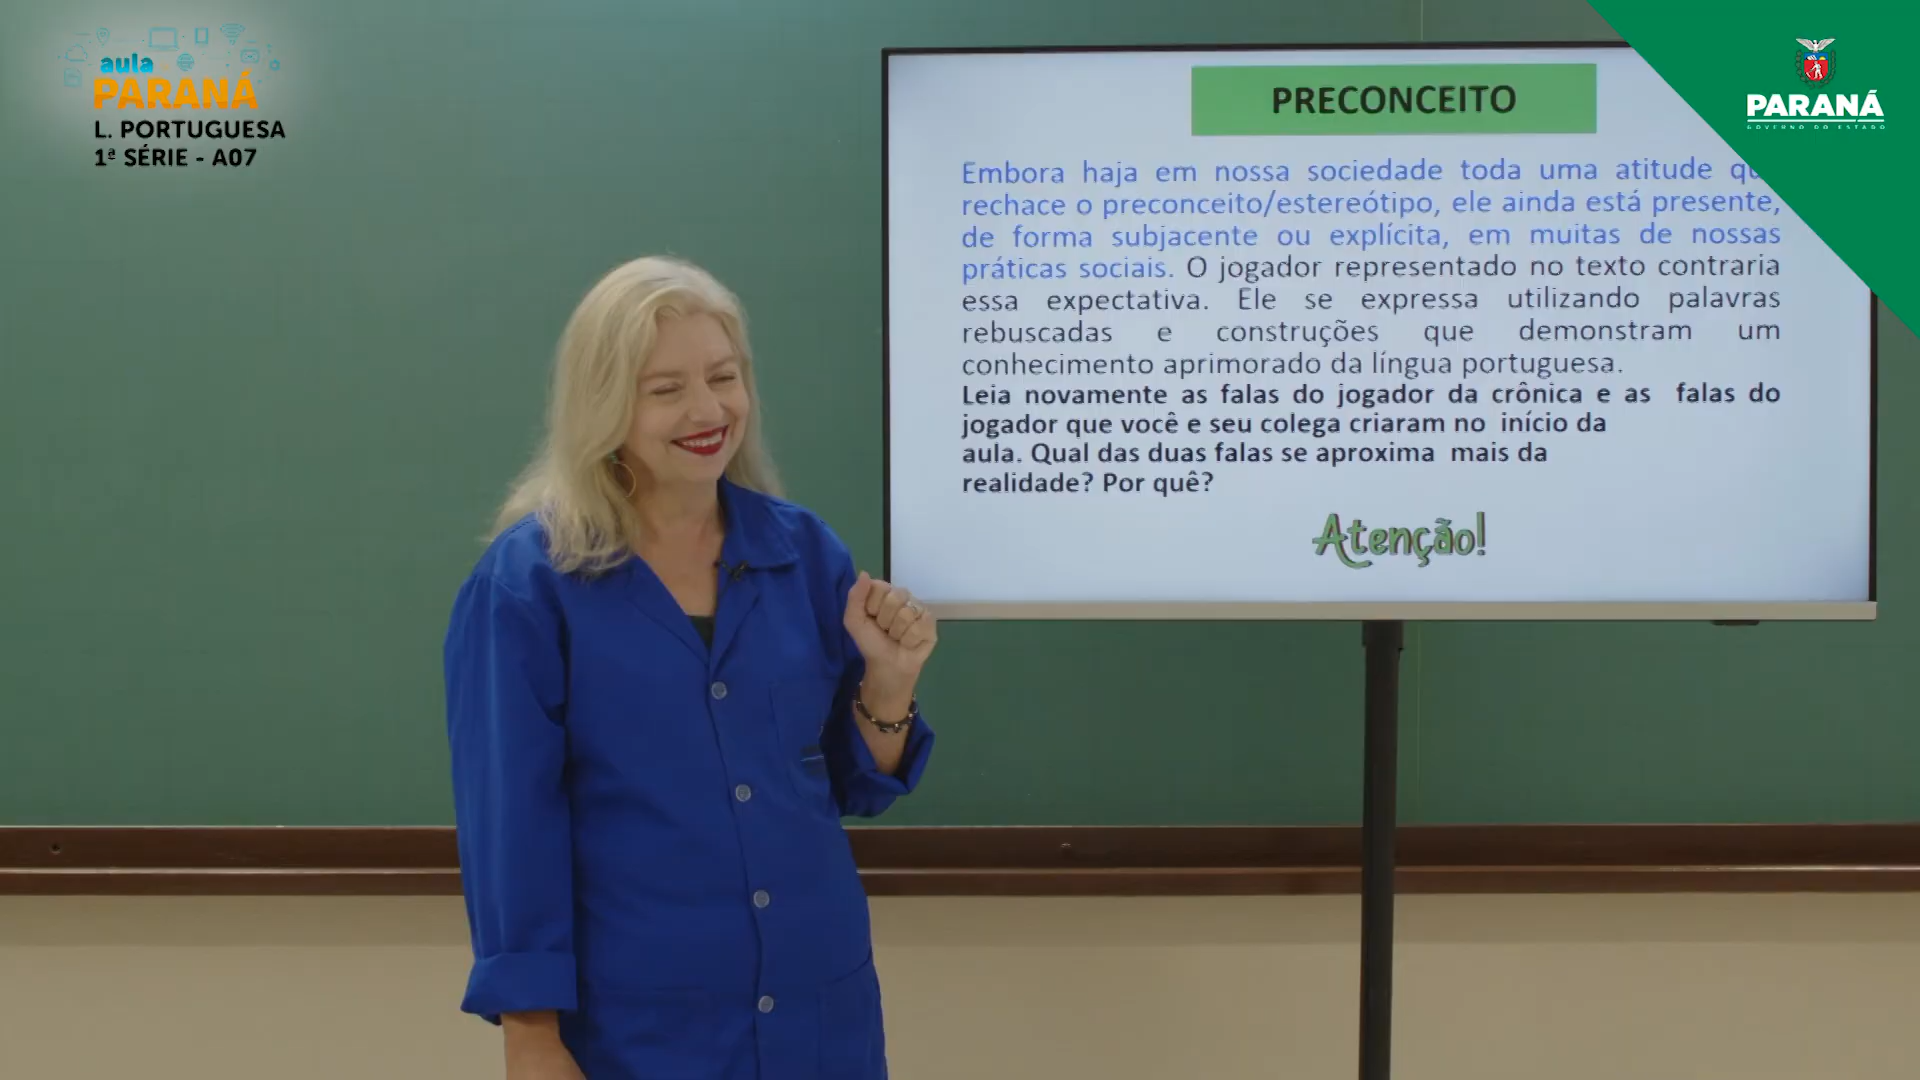 aula
PARANÁ
L. PORTUGUESA
1ª SÉRIE - A07
PRECONCEITO
Embora haja em nossa sociedade toda uma atitude
rechace o preconceito/estereótipo, ele ainda está presente,
de forma subjacente ou explícita, em muitas de nossas
práticas sociais. O jogador representado no texto contraria
essa expectativa. Ele se expressa utilizando palavras
rebuscadas e construções que demonstram um
conhecimento aprimorado da língua portuguesa.
Leia novamente as falas do jogador da crônica e as falas do
jogador que você e seu colega criaram no início da
aula. Qual das duas falas se aproxima mais da
realidade? Por quê?
Atenção!
PARANÁ
GOVERNO DO ESTADO